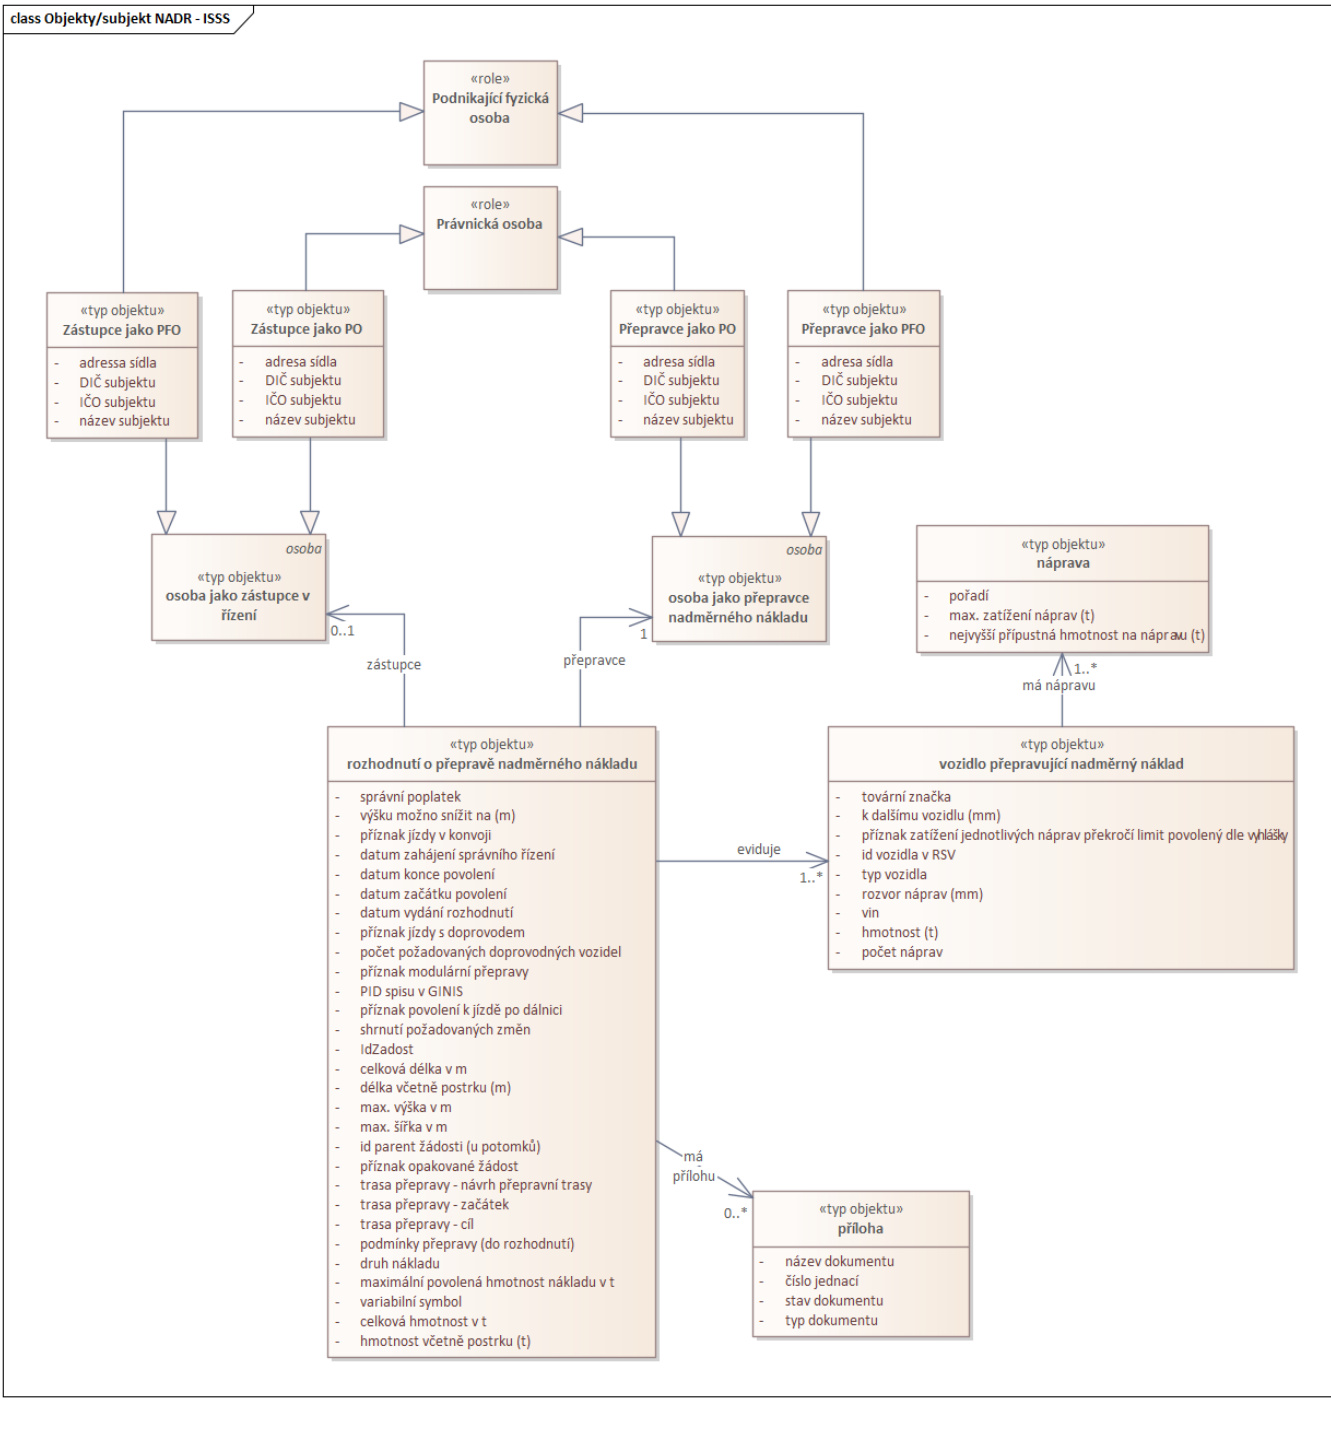 class Objekty/subjekt NADR - ISSS
«role»
Podnikající fyzická
osoba
«role»
Právnická osoba
«typ objektu»
Zástupce jako PFO
- adressa sídla
- DIČ subjektu
- IČO subjektu
- název subjektu
«typ objektu»
Zástupce jako PO
- adresa sídla
- DIČ subjektu
- IČO subjektu
- název subjektu
«typ objektu»
Přepravce jako PO
- adresa sídla
- DIČ subjektu
- IČO subjektu
- název subjektu
«typ objektu»
Přepravce jako PFO
- adresa sídla
- DIČ subjektu
- IČO subjektu
- název subjektu
osoba
«typ objektu»
osoba jako zástupce v
řízení
osoba
«typ objektu»
osoba jako přepravce
nadměrného nákladu
«typ objektu»
náprava
- pořadí
- max. zatížení náprav (t)
- nejvyšší přípustná hmotnost na nápravu (t)
0..1
zástupce
1
přepravce
1..*
má nápravu
«typ objektu»
rozhodnutí o přepravě nadměrného nákladu
- správní poplatek
- výšku možno snížit na (m)
- příznak jízdy v konvoji
- datum zahájení správního řízení
- datum konce povolení
- datum začátku povolení
- datum vydání rozhodnutí
- příznak jízdy s doprovodem
- počet požadovaných doprovodných vozidel
- příznak modulární přepravy
- PID spisu v GINIS
- příznak povolení k jízdě po dálnici
- shrnutí požadovaných změn
- IdZadost
- celková délka v m
- délka včetně postrku (m)
- max. výška v m
- max. šířka v m
- id parent žádosti (u potomků)
- příznak opakované žádost
- trasa přepravy - návrh přepravní trasy
- trasa přepravy - začátek
- trasa přepravy - cíl
- podmínky přepravy (do rozhodnutí)
- druh nákladu
- maximální povolená hmotnost nákladu v t
- variabilní symbol
- celková hmotnost v t
- hmotnost včetně postrku (t)
eviduje
1..*
«typ objektu»
vozidlo přepravující nadměrný náklad
- tovární značka
- k dalšímu vozidlu (mm)
- příznak zatížení jednotlivých náprav překročí limit povolený dle vyhlášky
- id vozidla v RSV
- typ vozidla
- rozvor náprav (mm)
- vin
- hmotnost (t)
- počet náprav
má
přílohu
0..*
«typ objektu»
příloha
- název dokumentu
- číslo jednací
- stav dokumentu
- typ dokumentu